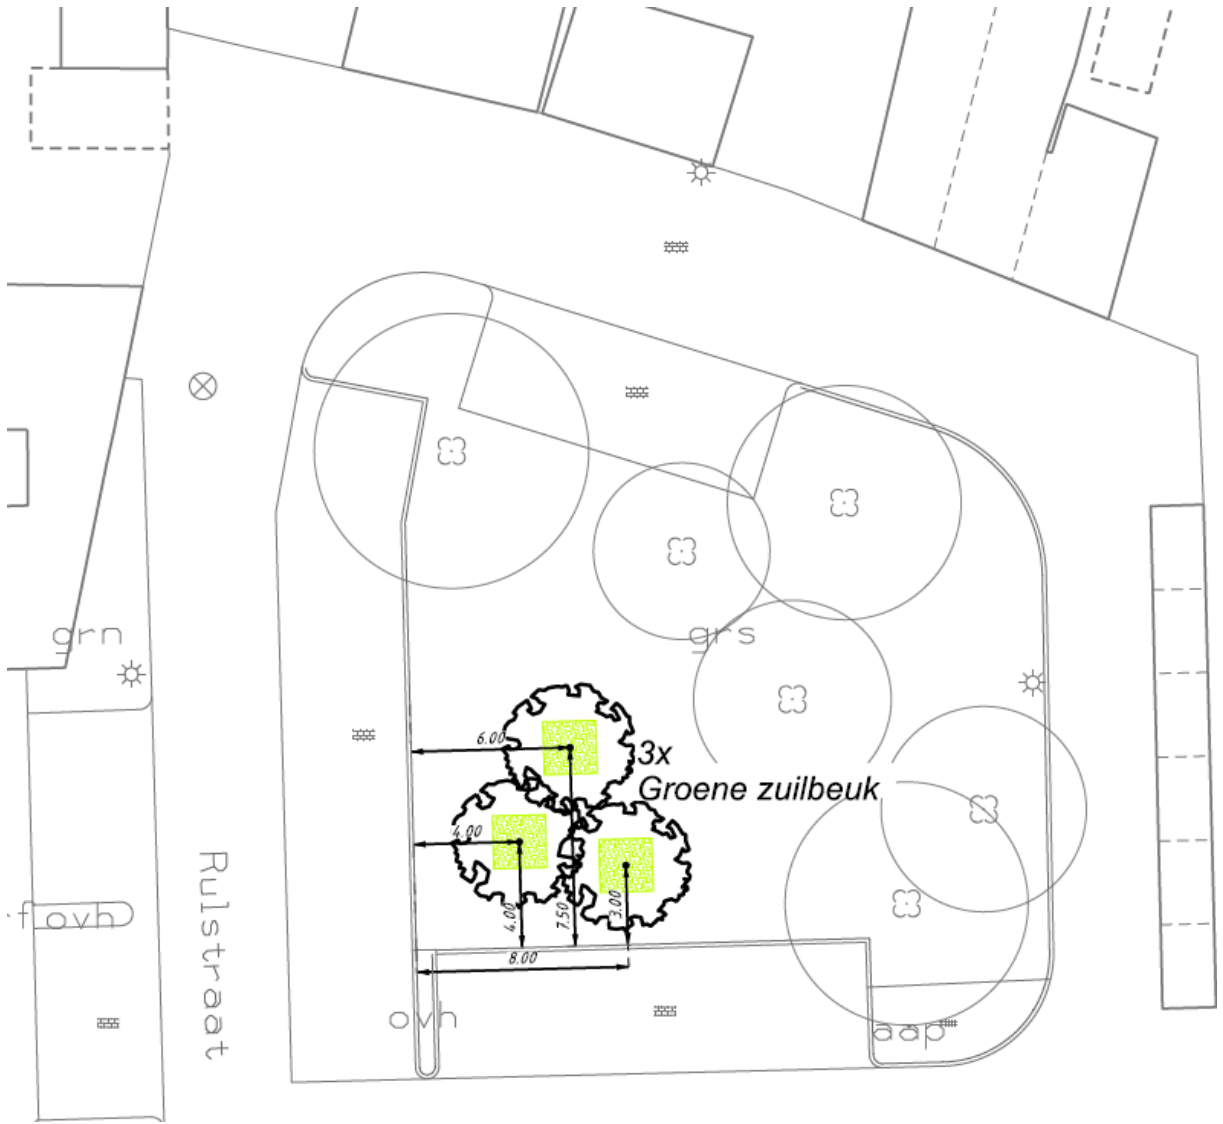 grn
grs
6.00
3x
Groene zuilbeuk
4.00
4.00
7.50
3.00
8.00
Rulstraat
f ovh
ovh
aap